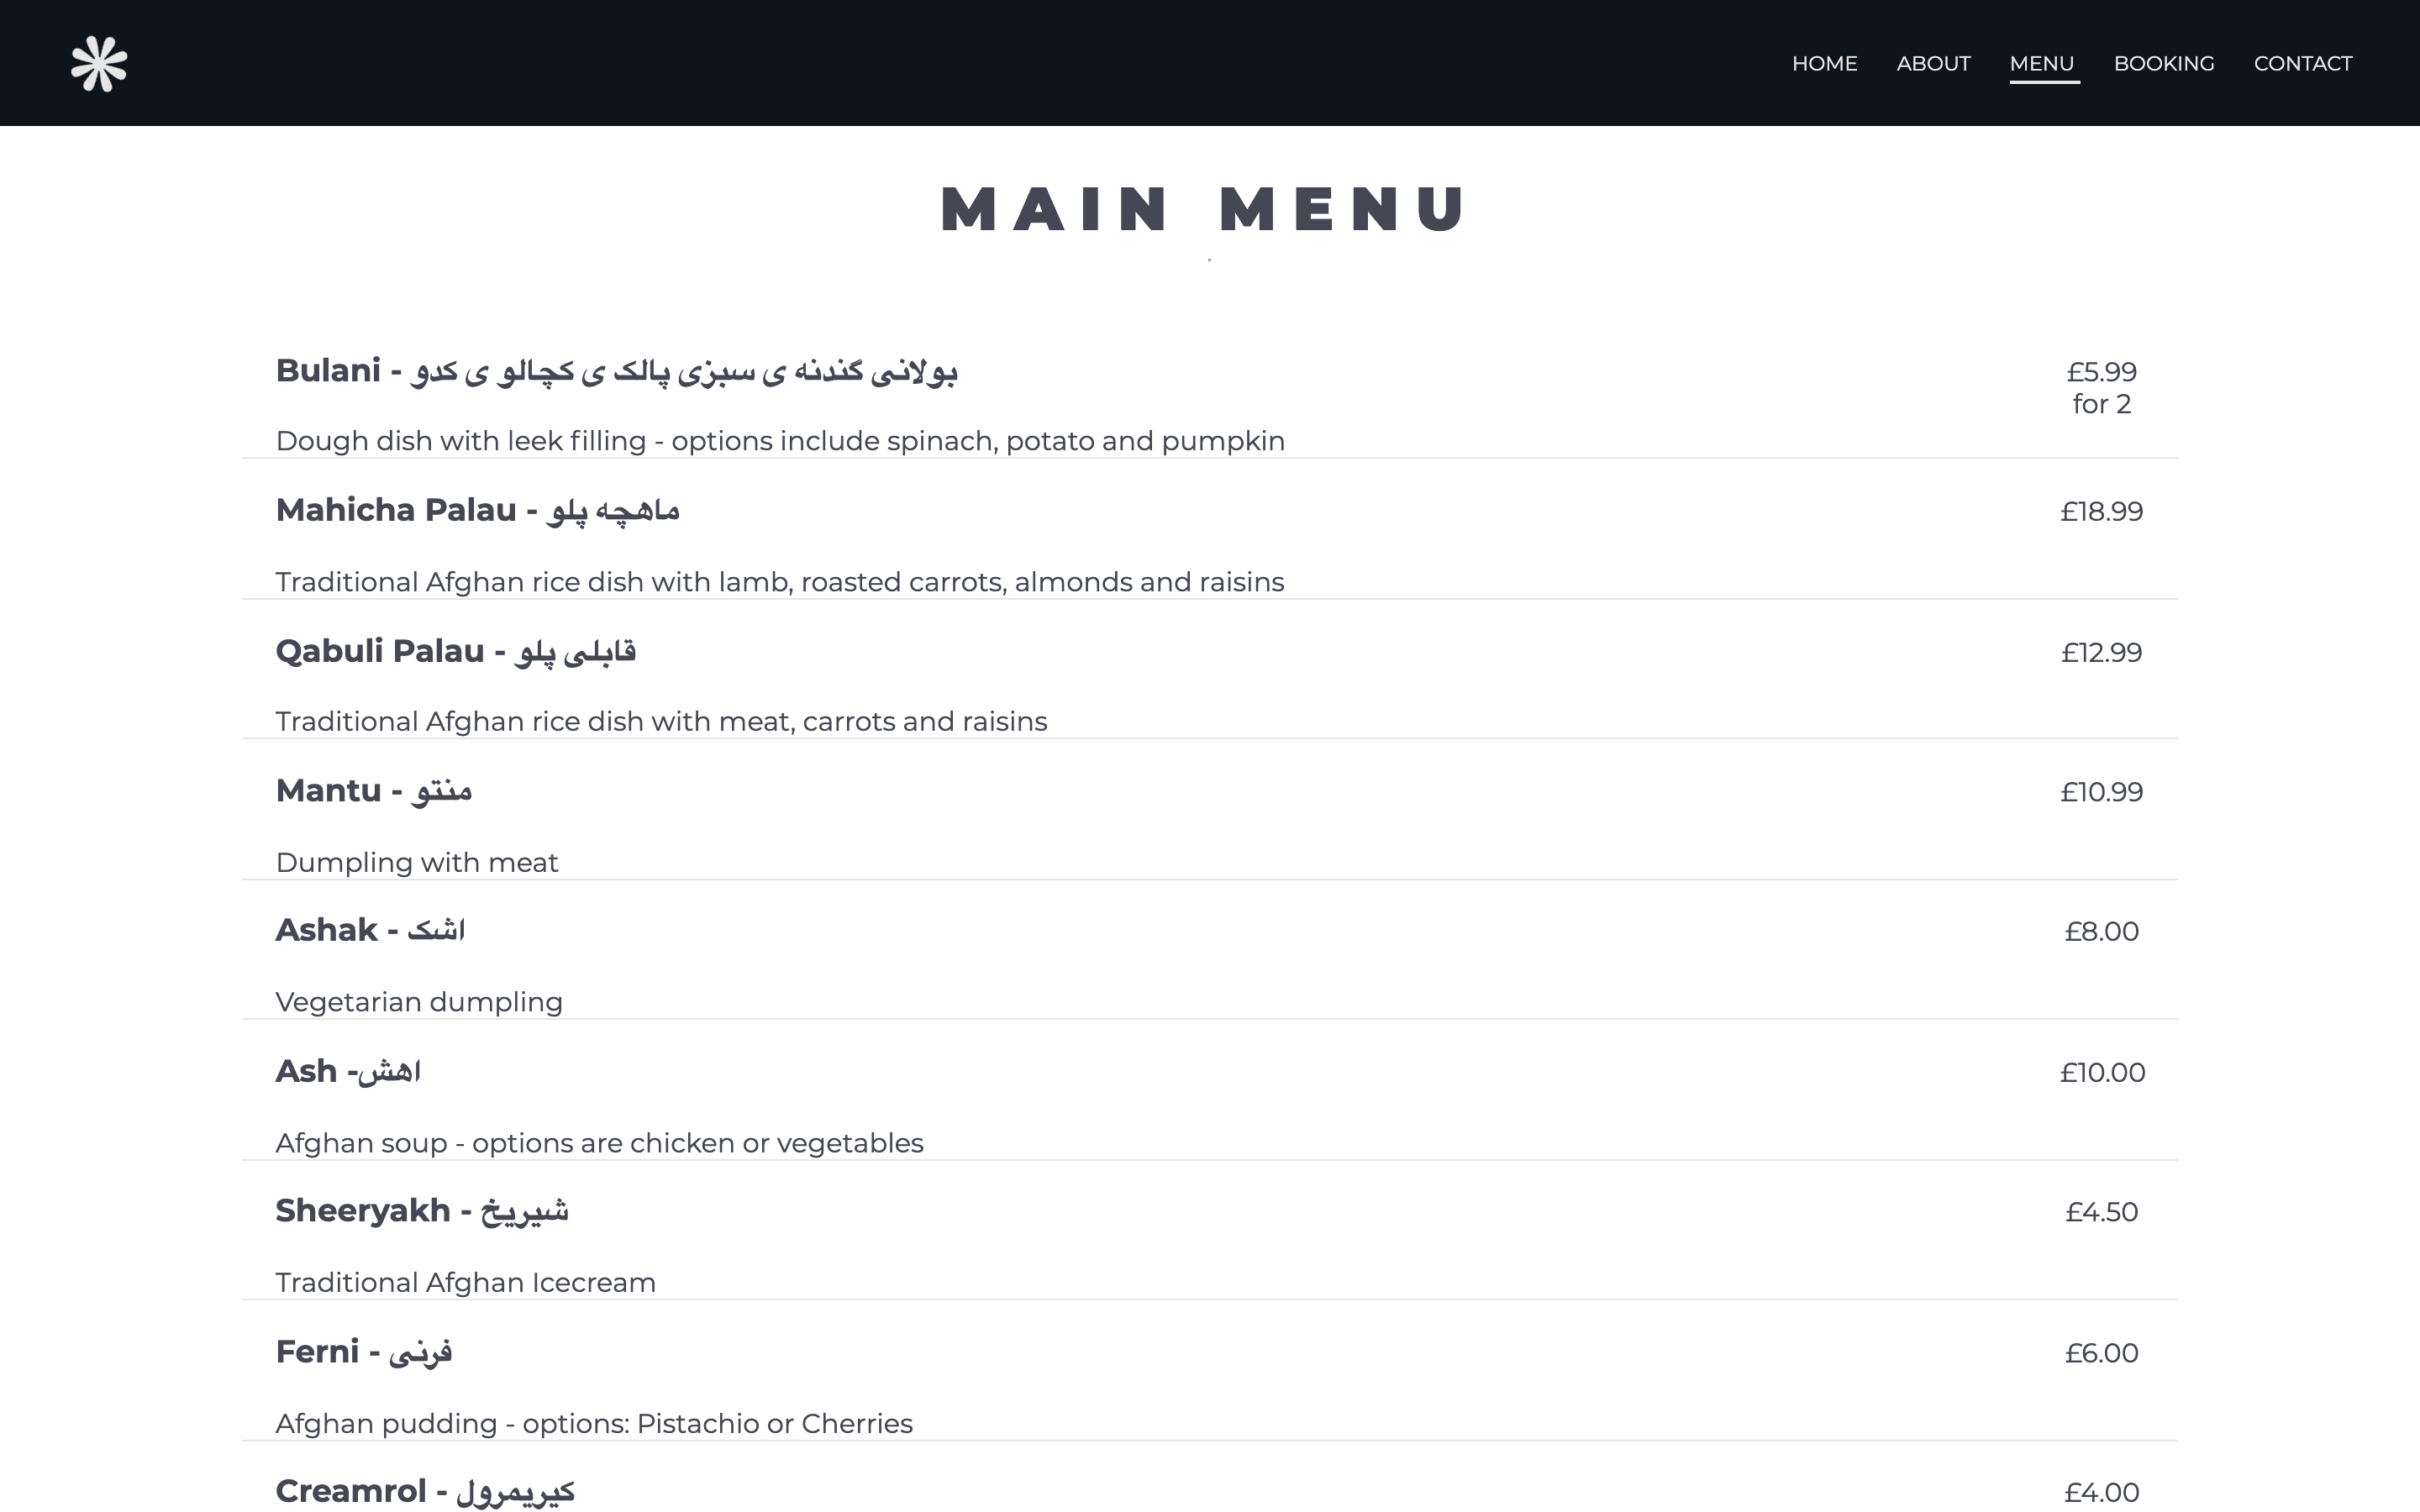 HOME ABOUT MENU BOOKING CONTACT
MAIN MENU
Bulani - بولانی گندنه ی سبزی پالک ی کچالو ی کدو
£5.99
for 2
Dough dish with leek filling - options include spinach, potato and pumpkin
Mahicha Palau - ماهچه پلو
£18.99
Traditional Afghan rice dish with lamb, roasted carrots, almonds and raisins
Qabuli Palau - قابلی پلو
£12.99
Traditional Afghan rice dish with meat, carrots and raisins
Mantu - منتو
£10.99
Dumpling with meat
Ashak - اشک
£8.00
Vegetarian dumpling
Ash -اهش
£10.00
Afghan soup - options are chicken or vegetables
Sheeryakh - شیریخ
£4.50
Traditional Afghan Icecream
Ferni - فرنی
£6.00
Afghan pudding - options: Pistachio or Cherries
Creamrol - کیریمرول
£4.00